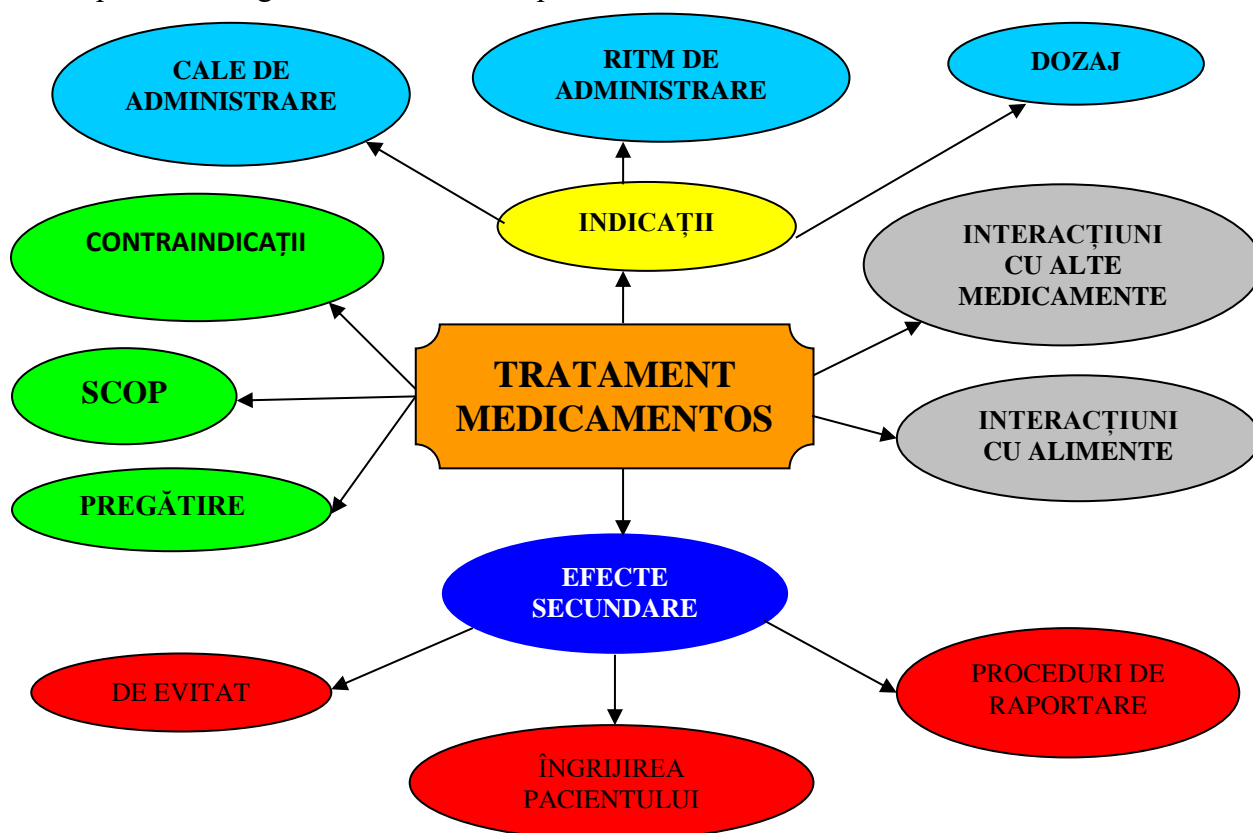 CALE DE
ADMINISTRARE
RITM DE
ADMINISTRARE
DOZAJ
INDICAȚII
CONTRAINDICAȚII
INTERACȚIUNI
CU ALTE
MEDICAMENTE
TRATAMENT
MEDICAMENTOS
SCOP
INTERACȚIUNI
CU ALIMENTE
PREGĂTIRE
EFECTE
SECUNDARE
DE EVITAT
PROCEDURI DE
RAPORTARE
ÎNGRIJIREA
PACIENTULUI